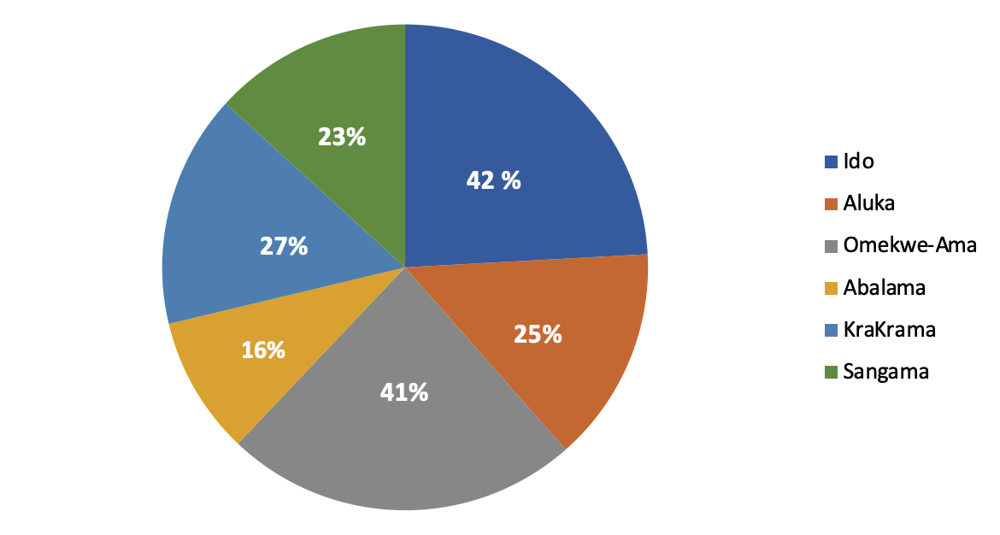 42 %
25%
41%
16%
27%
23%
Ido
Aluka
Omekwe-Ama
Abalama
KraKrama
Sangama